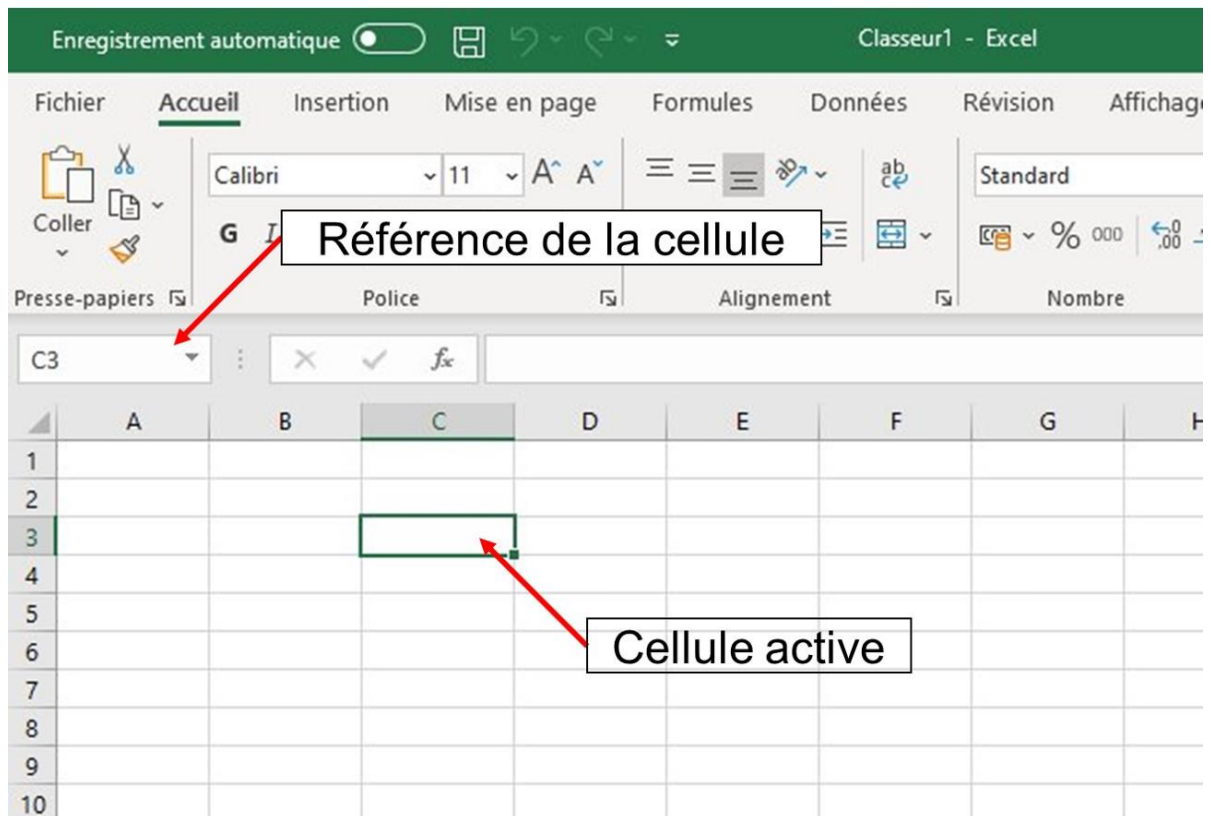 Enregistrement automatique Classeur1 - Excel
Fichier Accueil Insertion Mise en page Formules Données Révision Affichage
Calibri 11 A A ab Standard
Coller
G I Référence de la cellule % 000 ,00
Presse-papiers Police Alignement Nombre
C3 fx
A B C D E F G H
1
2
3
4
5
6 Cellule active
7
8
9
10